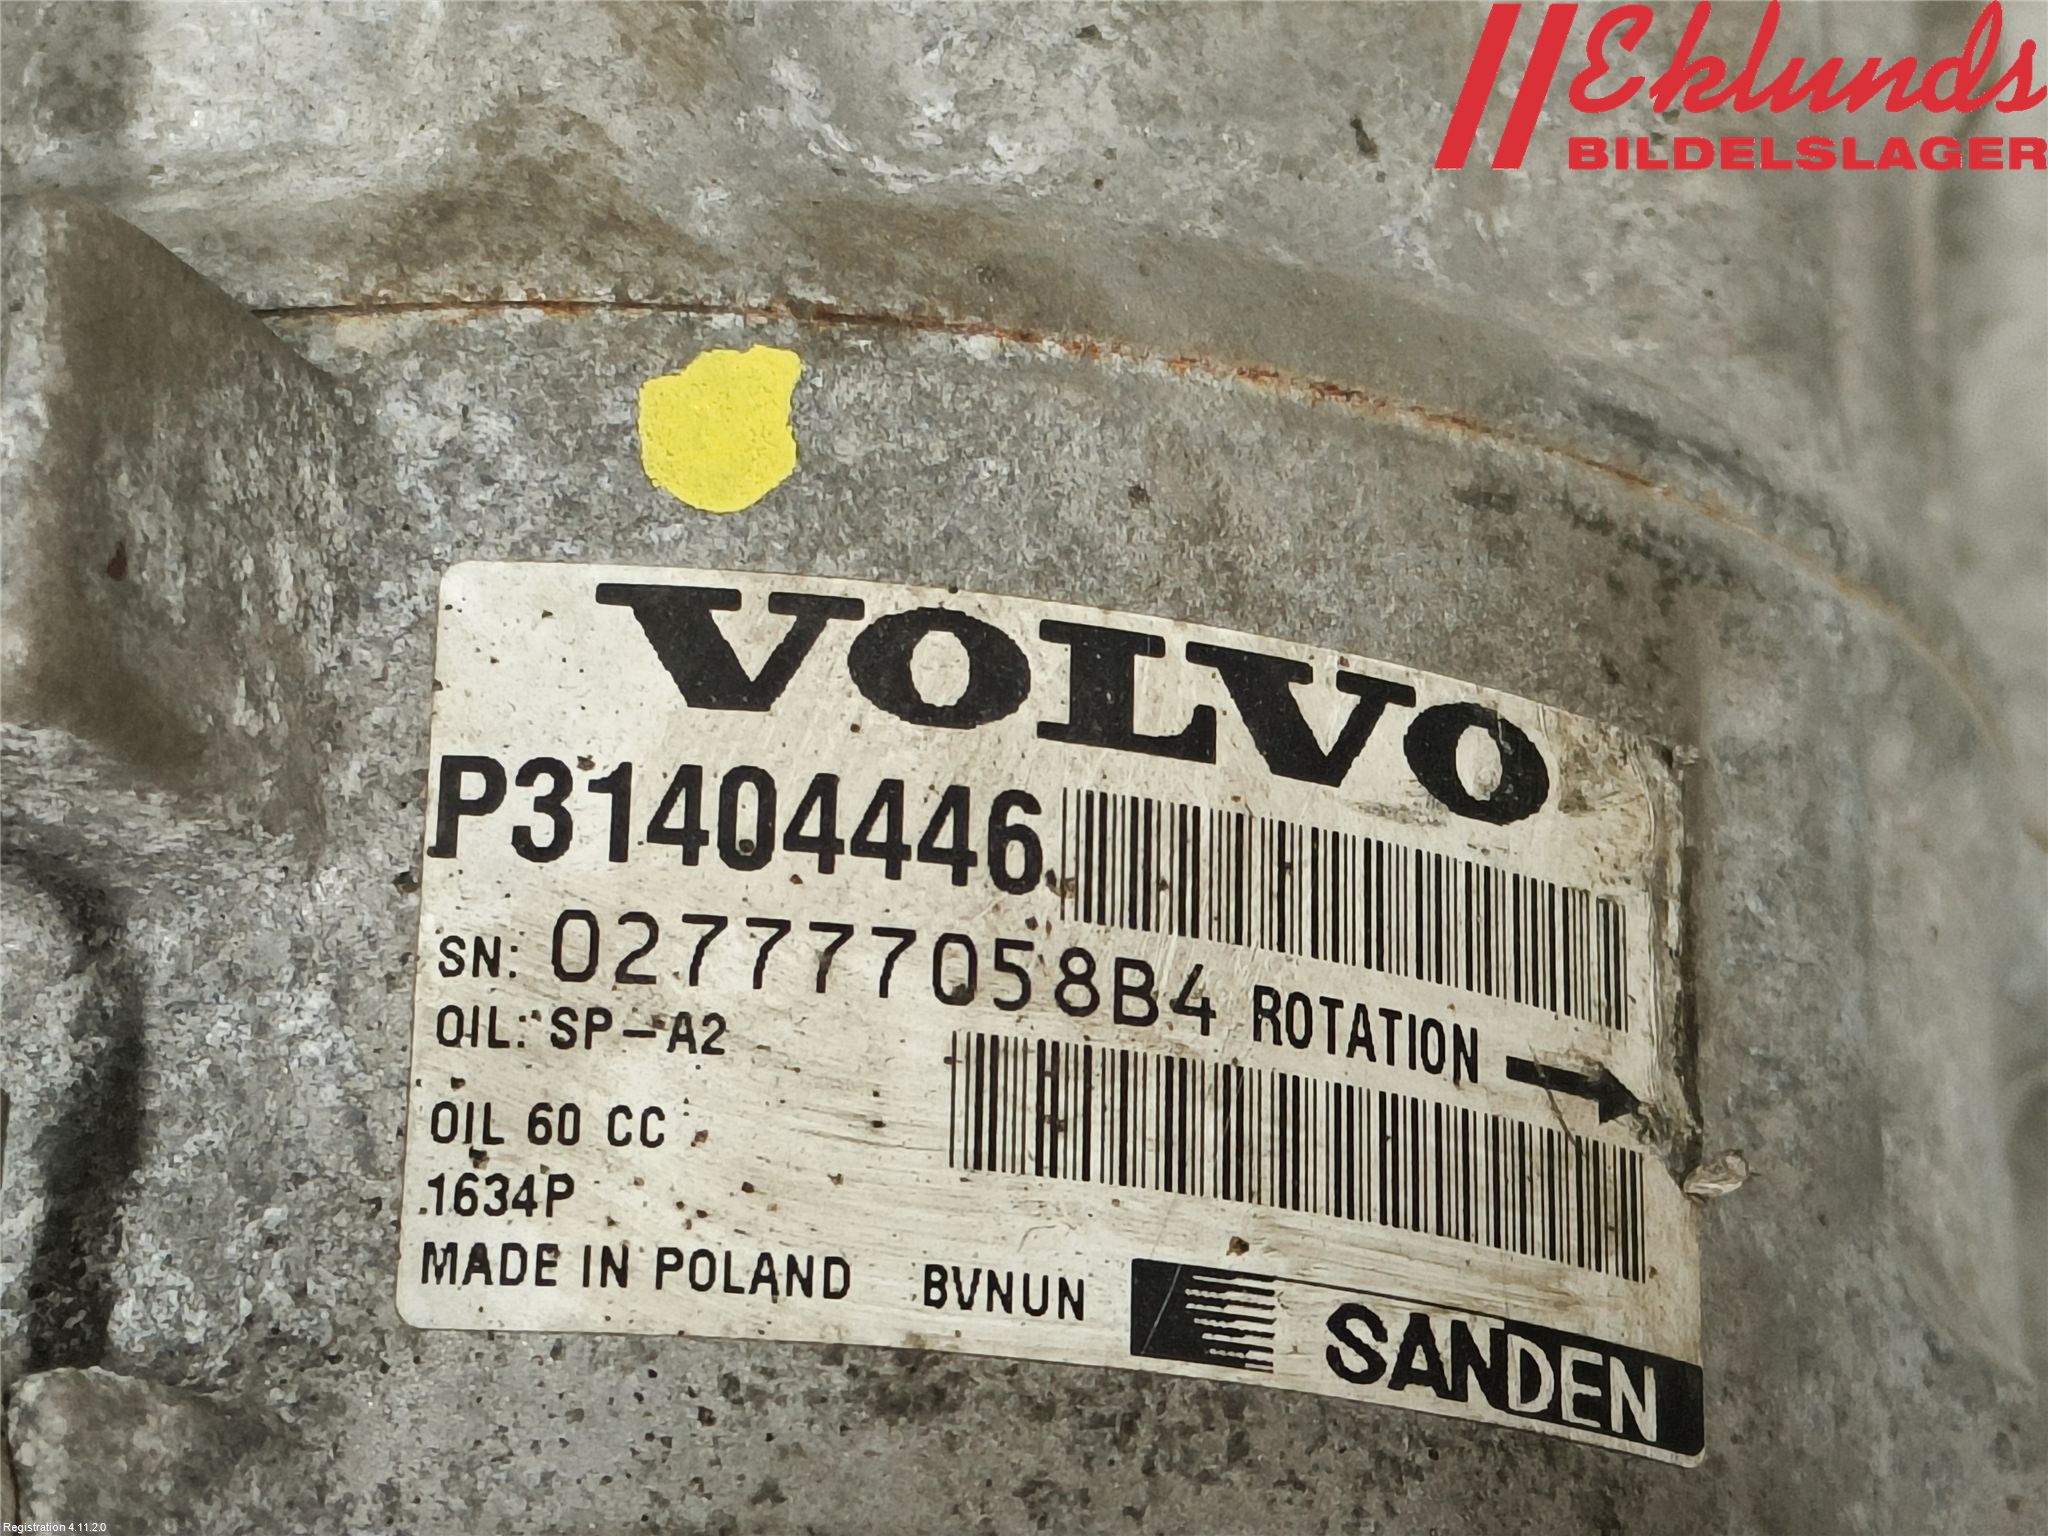 Eklunds
BILDELSLAGER
VOLVO
P31404446
SN: 027777058B4 ROTATION →
OIL: SP-A2
OIL 60 CC
1634P
MADE IN POLAND BVNUN
SANDEN
Registration 4.11.2.0